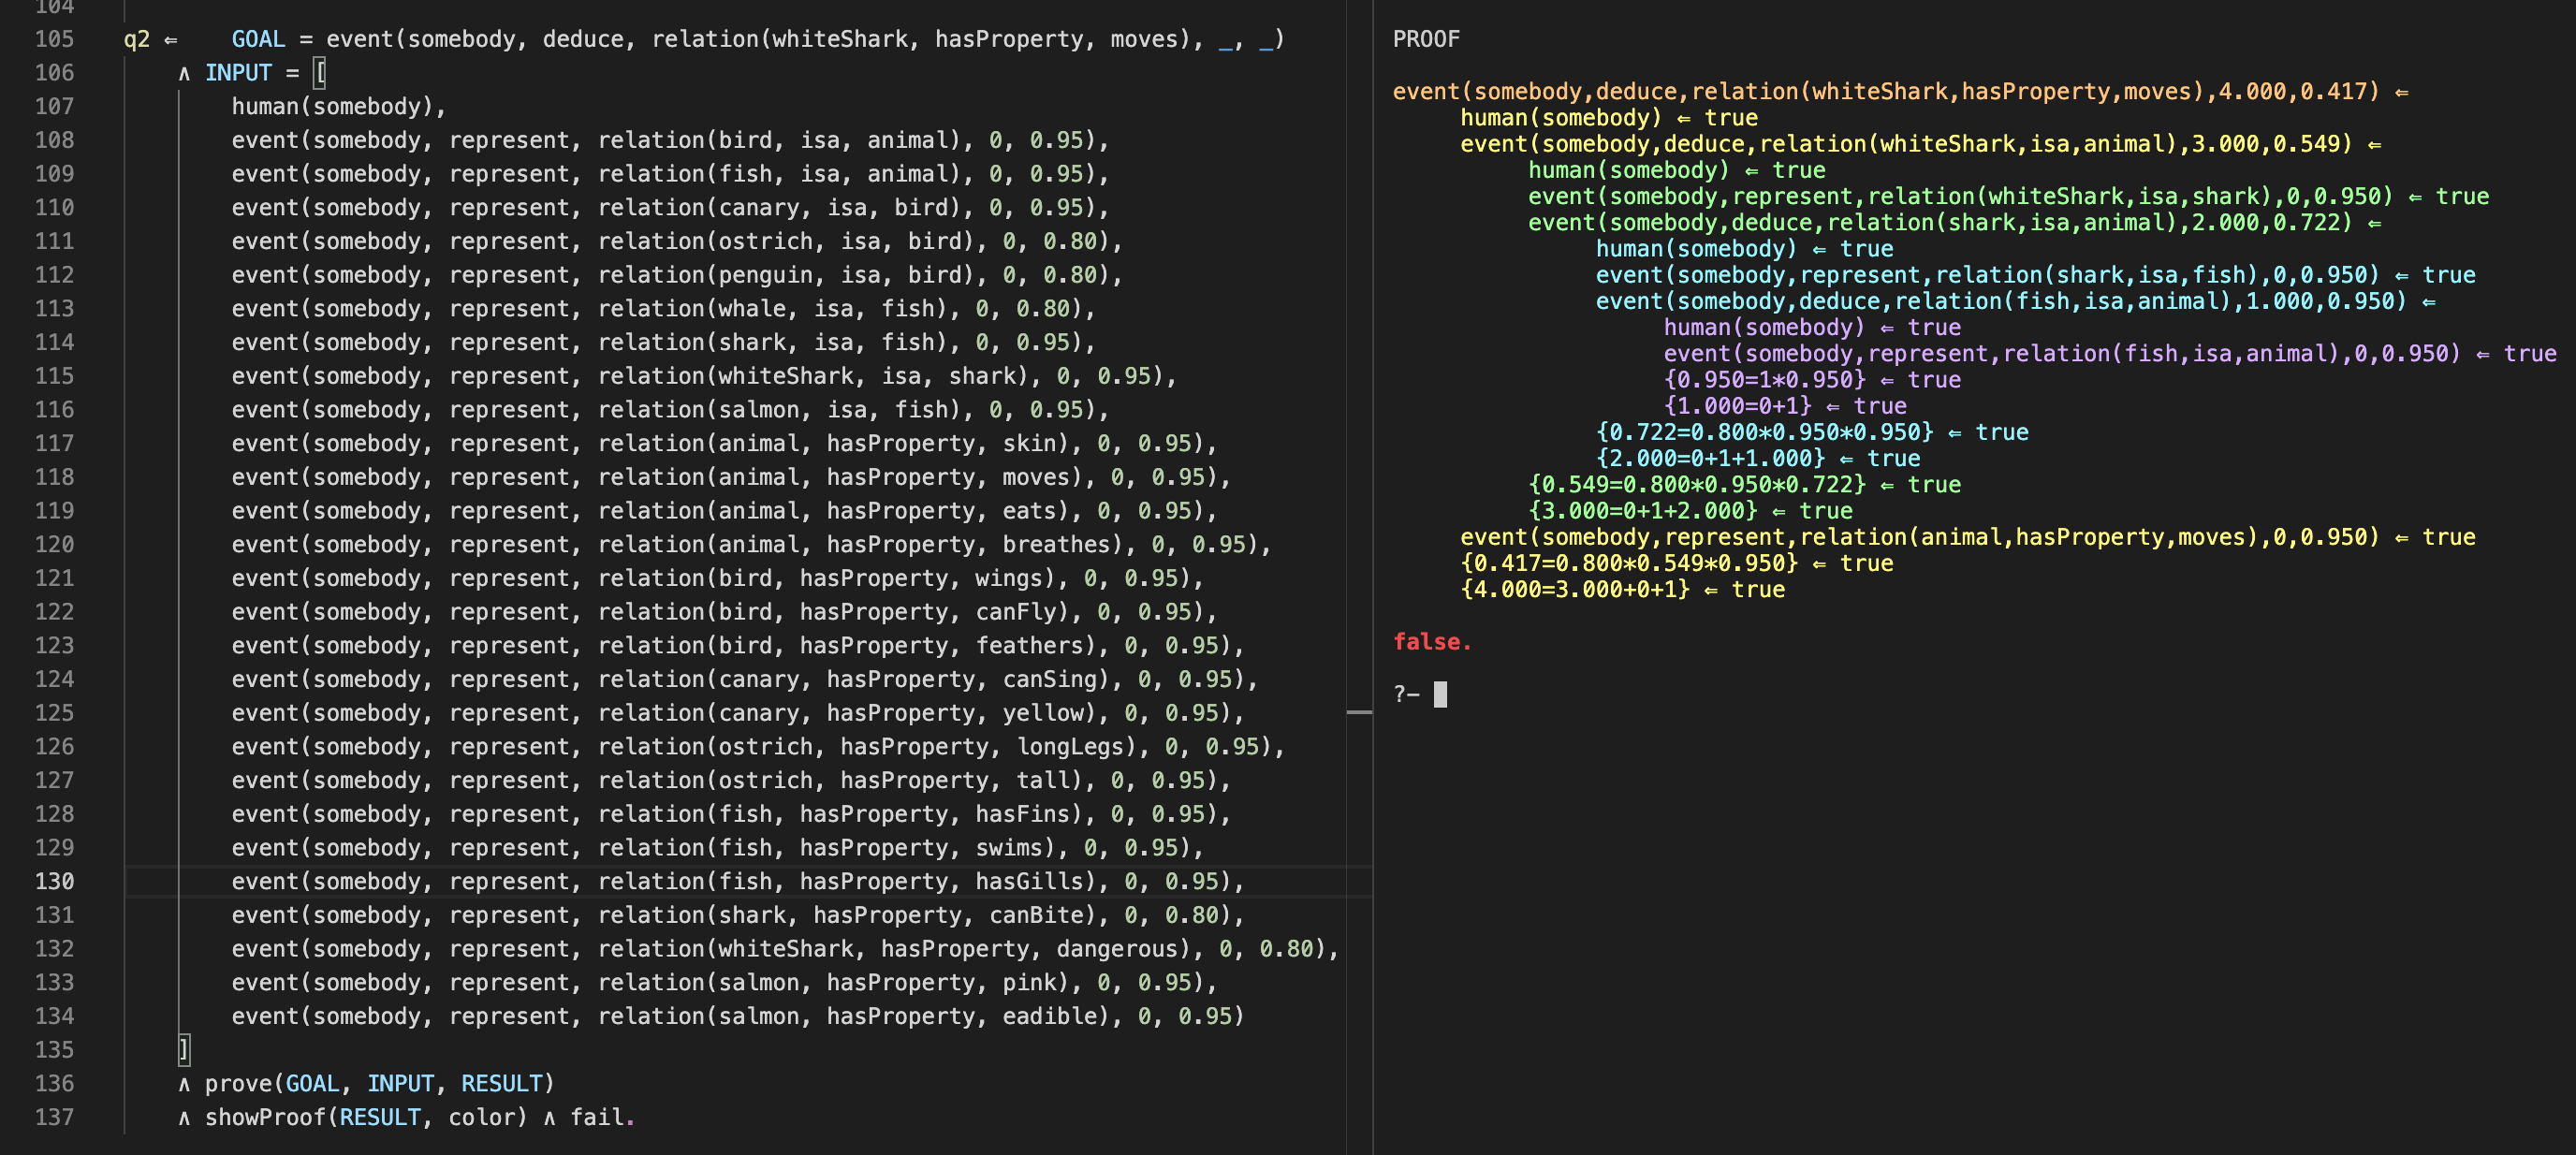 104
105 q2 ⇐ GOAL = event(somebody, deduce, relation(whiteShark, hasProperty, moves), _, _)
106 ∧ INPUT = [
107 human(somebody),
108 event(somebody, represent, relation(bird, isa, animal), 0, 0.95),
109 event(somebody, represent, relation(fish, isa, animal), 0, 0.95),
110 event(somebody, represent, relation(canary, isa, bird), 0, 0.95),
111 event(somebody, represent, relation(ostrich, isa, bird), 0, 0.80),
112 event(somebody, represent, relation(penguin, isa, bird), 0, 0.80),
113 event(somebody, represent, relation(whale, isa, fish), 0, 0.80),
114 event(somebody, represent, relation(shark, isa, fish), 0, 0.95),
115 event(somebody, represent, relation(whiteShark, isa, shark), 0, 0.95),
116 event(somebody, represent, relation(salmon, isa, fish), 0, 0.95),
117 event(somebody, represent, relation(animal, hasProperty, skin), 0, 0.95),
118 event(somebody, represent, relation(animal, hasProperty, moves), 0, 0.95),
119 event(somebody, represent, relation(animal, hasProperty, eats), 0, 0.95),
120 event(somebody, represent, relation(animal, hasProperty, breathes), 0, 0.95),
121 event(somebody, represent, relation(bird, hasProperty, wings), 0, 0.95),
122 event(somebody, represent, relation(bird, hasProperty, canFly), 0, 0.95),
123 event(somebody, represent, relation(bird, hasProperty, feathers), 0, 0.95),
124 event(somebody, represent, relation(canary, hasProperty, canSing), 0, 0.95),
125 event(somebody, represent, relation(canary, hasProperty, yellow), 0, 0.95),
126 event(somebody, represent, relation(ostrich, hasProperty, longLegs), 0, 0.95),
127 event(somebody, represent, relation(ostrich, hasProperty, tall), 0, 0.95),
128 event(somebody, represent, relation(fish, hasProperty, hasFins), 0, 0.95),
129 event(somebody, represent, relation(fish, hasProperty, swims), 0, 0.95),
130 event(somebody, represent, relation(fish, hasProperty, hasGills), 0, 0.95),
131 event(somebody, represent, relation(shark, hasProperty, canBite), 0, 0.80),
132 event(somebody, represent, relation(whiteShark, hasProperty, dangerous), 0, 0.80),
133 event(somebody, represent, relation(salmon, hasProperty, pink), 0, 0.95),
134 event(somebody, represent, relation(salmon, hasProperty, eadible), 0, 0.95)
135 ]
136 ∧ prove(GOAL, INPUT, RESULT)
137 ∧ showProof(RESULT, color) ∧ fail.
PROOF
event(somebody,deduce,relation(whiteShark,hasProperty,moves),4.000,0.417) ⇐
human(somebody) ⇐ true
event(somebody,deduce,relation(whiteShark,isa,animal),3.000,0.549) ⇐
human(somebody) ⇐ true
event(somebody,represent,relation(whiteShark,isa,shark),0,0.950) ⇐ true
event(somebody,deduce,relation(shark,isa,animal),2.000,0.722) ⇐
human(somebody) ⇐ true
event(somebody,represent,relation(shark,isa,fish),0,0.950) ⇐ true
event(somebody,deduce,relation(fish,isa,animal),1.000,0.950) ⇐
human(somebody) ⇐ true
event(somebody,represent,relation(fish,isa,animal),0,0.950) ⇐ true
{0.950=1*0.950} ⇐ true
{1.000=0+1} ⇐ true
{0.722=0.800*0.950*0.950} ⇐ true
{2.000=0+1+1.000} ⇐ true
{0.549=0.800*0.950*0.722} ⇐ true
{3.000=0+1+2.000} ⇐ true
event(somebody,represent,relation(animal,hasProperty,moves),0,0.950) ⇐ true
{0.417=0.800*0.549*0.950} ⇐ true
{4.000=3.000+0+1} ⇐ true
false.
?-